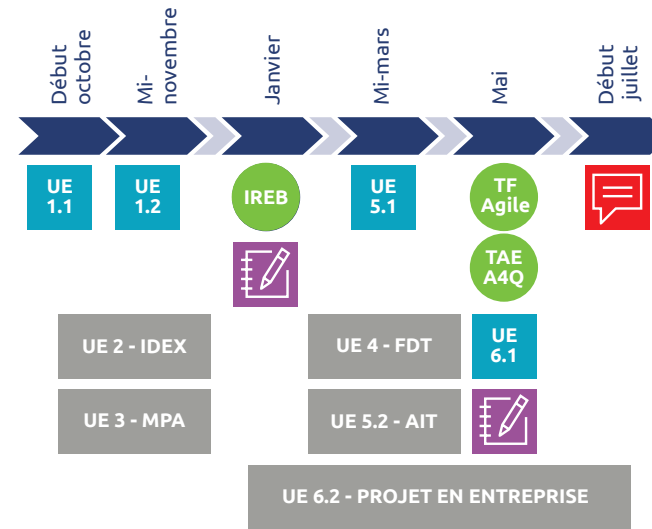 Début
octobre
Mi-
novembre
Janvier
Mi-mars
Mai
Début
juillet
UE
1.1
UE
1.2
IREB
UE
5.1
TF
Agile
TAE
A4Q
UE 2 - IDEX
UE 4 - FDT
UE
6.1
UE 3 - MPA
UE 5.2 - AIT
UE 6.2 - PROJET EN ENTREPRISE